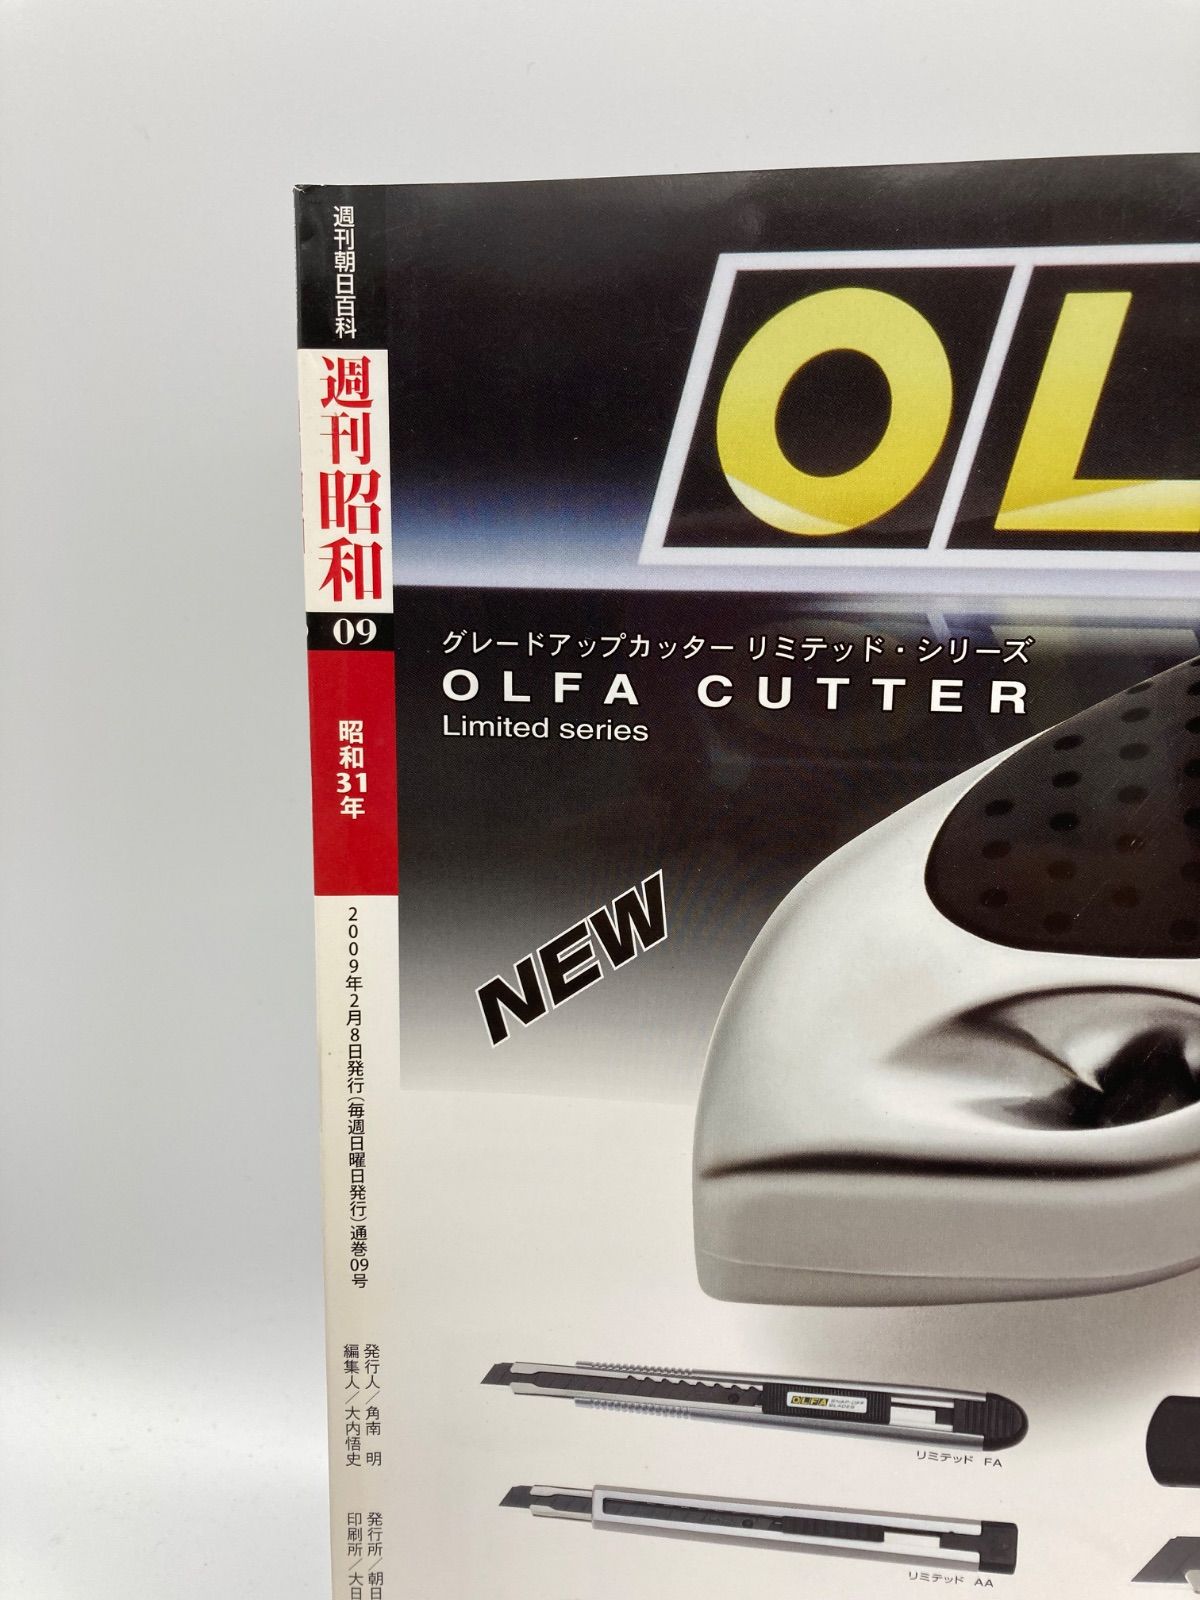 週刊朝日百科
週刊昭和
09
昭和31年
2009年2月8日発行(毎週日曜日発行)通巻09号
発行人/角南 明
編集人/大内悟史
発行所/朝日
印刷所/大日
OL
グレードアップカッター リミテッド・シリーズ
OLFA CUTTER
Limited series
NEW
OLFA SNAP-OFF BLADES
リミテッド FA
リミテッド AA